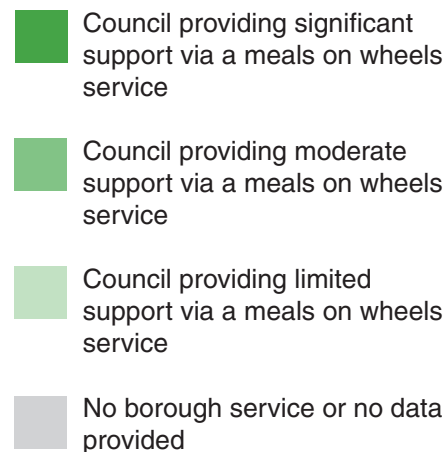 Council providing significant
support via a meals on wheels
service
Council providing moderate
support via a meals on wheels
service
Council providing limited
support via a meals on wheels
service
No borough service or no data
provided